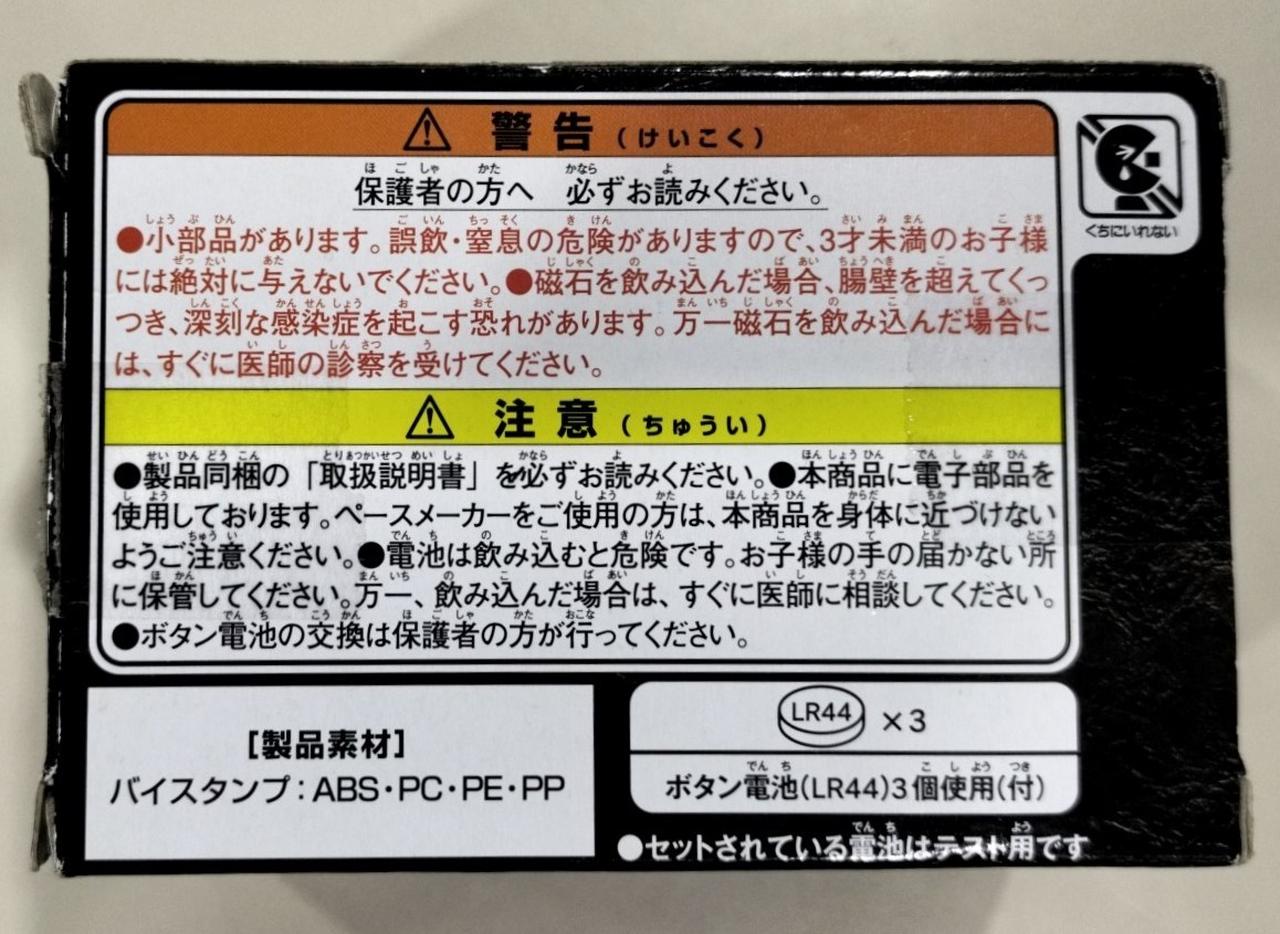 警告(けいこく)
くちにいれない
保護者の方へ 必ずお読みください。
●小部品があります。誤飲・窒息の危険がありますので、3才未満のお子様
には絶対に与えないでください。●磁石を飲み込んだ場合、腸壁を超えてくっ
つき、深刻な感染症を起こす恐れがあります。万一磁石を飲み込んだ場合に
は、すぐに医師の診察を受けてください。
注意(ちゅうい)
●製品同梱の「取扱説明書」を必ずお読みください。●本商品に電子部品を
使用しております。ペースメーカーをご使用の方は、本商品を身体に近づけない
ようご注意ください。●電池は飲み込むと危険です。お子様の手の届かない所
に保管してください。万一、飲み込んだ場合は、すぐに医師に相談してください。
●ボタン電池の交換は保護者の方が行ってください。
[製品素材]
バイスタンプ:ABS・PC・PE・PP
LR44 ×3
ボタン電池(LR44)3個使用(付)
●セットされている電池はテスト用です